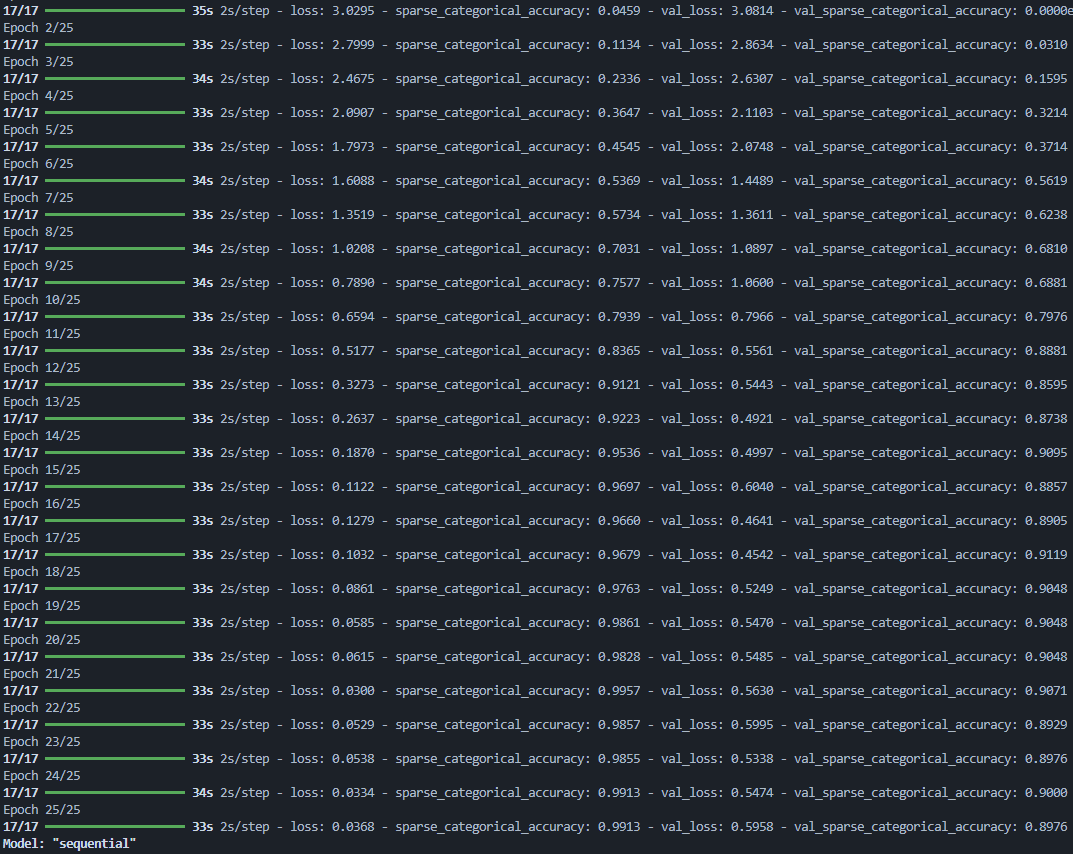 17/17 35s 2s/step - loss: 3.0295 - sparse_categorical_accuracy: 0.0459 - val_loss: 3.0814 - val_sparse_categorical_accuracy: 0.0000e
Epoch 2/25
17/17 33s 2s/step - loss: 2.7999 - sparse_categorical_accuracy: 0.1134 - val_loss: 2.8634 - val_sparse_categorical_accuracy: 0.0310
Epoch 3/25
17/17 34s 2s/step - loss: 2.4675 - sparse_categorical_accuracy: 0.2336 - val_loss: 2.6307 - val_sparse_categorical_accuracy: 0.1595
Epoch 4/25
17/17 33s 2s/step - loss: 2.0907 - sparse_categorical_accuracy: 0.3647 - val_loss: 2.1103 - val_sparse_categorical_accuracy: 0.3214
Epoch 5/25
17/17 33s 2s/step - loss: 1.7973 - sparse_categorical_accuracy: 0.4545 - val_loss: 2.0748 - val_sparse_categorical_accuracy: 0.3714
Epoch 6/25
17/17 34s 2s/step - loss: 1.6088 - sparse_categorical_accuracy: 0.5369 - val_loss: 1.4489 - val_sparse_categorical_accuracy: 0.5619
Epoch 7/25
17/17 33s 2s/step - loss: 1.3519 - sparse_categorical_accuracy: 0.5734 - val_loss: 1.3611 - val_sparse_categorical_accuracy: 0.6238
Epoch 8/25
17/17 34s 2s/step - loss: 1.0208 - sparse_categorical_accuracy: 0.7031 - val_loss: 1.0897 - val_sparse_categorical_accuracy: 0.6810
Epoch 9/25
17/17 34s 2s/step - loss: 0.7890 - sparse_categorical_accuracy: 0.7577 - val_loss: 1.0600 - val_sparse_categorical_accuracy: 0.6881
Epoch 10/25
17/17 33s 2s/step - loss: 0.6594 - sparse_categorical_accuracy: 0.7939 - val_loss: 0.7966 - val_sparse_categorical_accuracy: 0.7976
Epoch 11/25
17/17 33s 2s/step - loss: 0.5177 - sparse_categorical_accuracy: 0.8365 - val_loss: 0.5561 - val_sparse_categorical_accuracy: 0.8881
Epoch 12/25
17/17 33s 2s/step - loss: 0.3273 - sparse_categorical_accuracy: 0.9121 - val_loss: 0.5443 - val_sparse_categorical_accuracy: 0.8595
Epoch 13/25
17/17 33s 2s/step - loss: 0.2637 - sparse_categorical_accuracy: 0.9223 - val_loss: 0.4921 - val_sparse_categorical_accuracy: 0.8738
Epoch 14/25
17/17 33s 2s/step - loss: 0.1870 - sparse_categorical_accuracy: 0.9536 - val_loss: 0.4997 - val_sparse_categorical_accuracy: 0.9095
Epoch 15/25
17/17 33s 2s/step - loss: 0.1122 - sparse_categorical_accuracy: 0.9697 - val_loss: 0.6040 - val_sparse_categorical_accuracy: 0.8857
Epoch 16/25
17/17 33s 2s/step - loss: 0.1279 - sparse_categorical_accuracy: 0.9660 - val_loss: 0.4641 - val_sparse_categorical_accuracy: 0.8905
Epoch 17/25
17/17 33s 2s/step - loss: 0.1032 - sparse_categorical_accuracy: 0.9679 - val_loss: 0.4542 - val_sparse_categorical_accuracy: 0.9119
Epoch 18/25
17/17 33s 2s/step - loss: 0.0861 - sparse_categorical_accuracy: 0.9763 - val_loss: 0.5249 - val_sparse_categorical_accuracy: 0.9048
Epoch 19/25
17/17 33s 2s/step - loss: 0.0585 - sparse_categorical_accuracy: 0.9861 - val_loss: 0.5470 - val_sparse_categorical_accuracy: 0.9048
Epoch 20/25
17/17 33s 2s/step - loss: 0.0615 - sparse_categorical_accuracy: 0.9828 - val_loss: 0.5485 - val_sparse_categorical_accuracy: 0.9048
Epoch 21/25
17/17 33s 2s/step - loss: 0.0300 - sparse_categorical_accuracy: 0.9957 - val_loss: 0.5630 - val_sparse_categorical_accuracy: 0.9071
Epoch 22/25
17/17 33s 2s/step - loss: 0.0529 - sparse_categorical_accuracy: 0.9857 - val_loss: 0.5995 - val_sparse_categorical_accuracy: 0.8929
Epoch 23/25
17/17 33s 2s/step - loss: 0.0538 - sparse_categorical_accuracy: 0.9855 - val_loss: 0.5338 - val_sparse_categorical_accuracy: 0.8976
Epoch 24/25
17/17 34s 2s/step - loss: 0.0334 - sparse_categorical_accuracy: 0.9913 - val_loss: 0.5474 - val_sparse_categorical_accuracy: 0.9000
Epoch 25/25
17/17 33s 2s/step - loss: 0.0368 - sparse_categorical_accuracy: 0.9913 - val_loss: 0.5958 - val_sparse_categorical_accuracy: 0.8976
Model: "sequential"